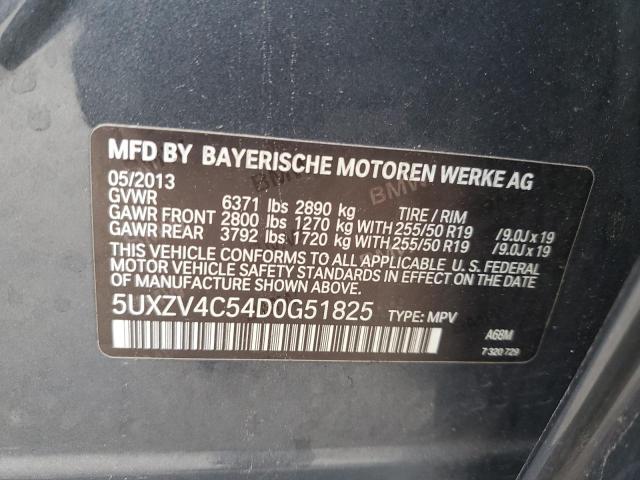 MFD BY BAYERISCHE MOTOREN WERKE AG
05/2013
GVWR 6371 lbs 2890 kg TIRE / RIM
GAWR FRONT 2800 lbs 1270 kg WITH 255/50 R19 /9.0J x 19
GAWR REAR 3792 lbs 1720 kg WITH 255/50 R19 /9.0J x 19
THIS VEHICLE CONFORMS TO ALL APPLICABLE U.S. FEDERAL
MOTOR VEHICLE SAFETY STANDARDS IN EFFECT ON THE DATE
OF MANUFACTURE SHOWN ABOVE.
5UXZV4C54D0G51825 TYPE: MPV
A68M
7 320 729